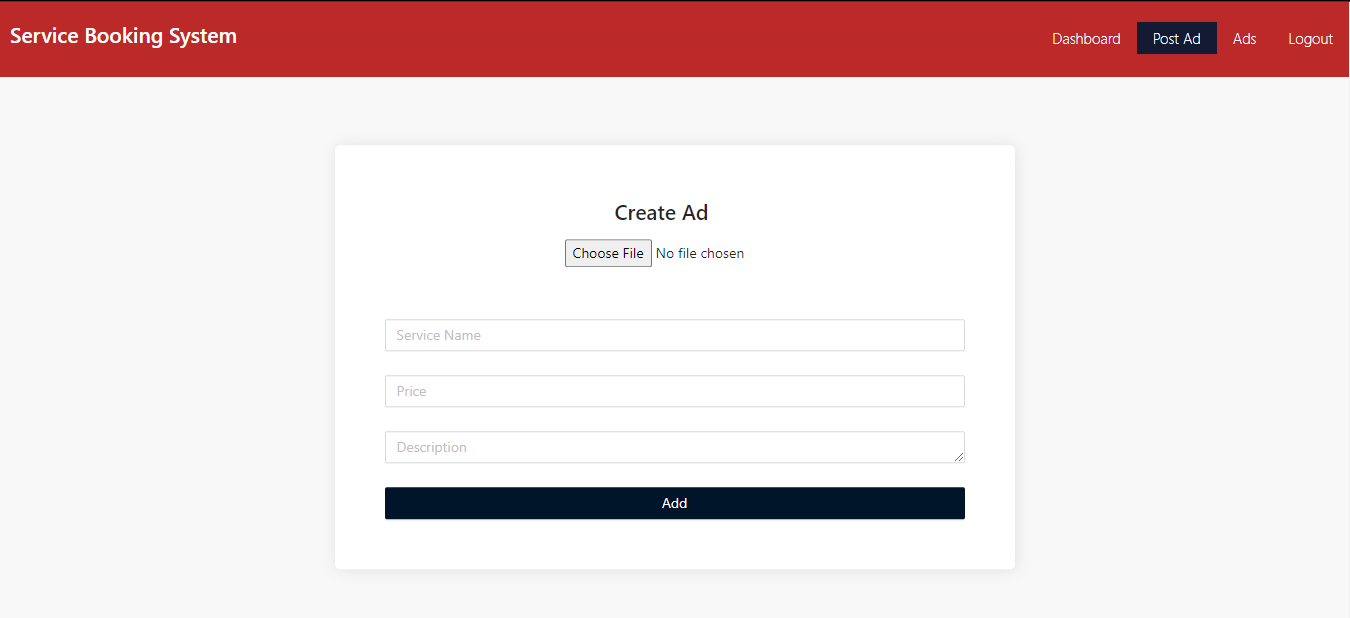 Service Booking System
Dashboard Post Ad Ads Logout
Create Ad
Choose File No file chosen
Service Name
Price
Description
Add